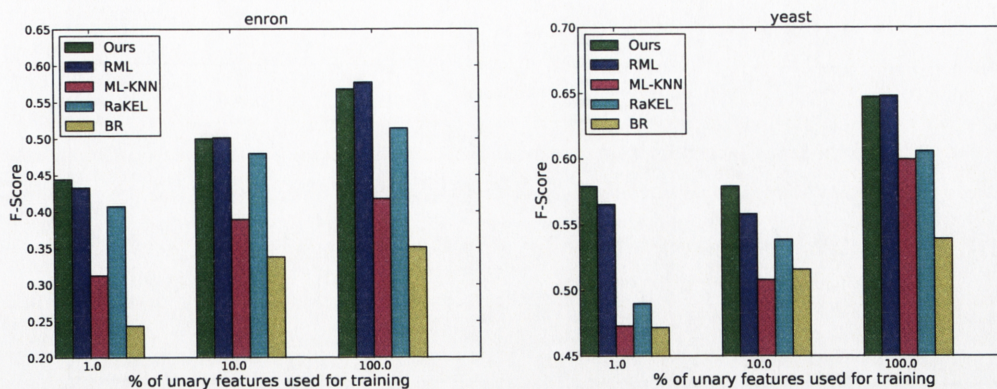 enron
0.65
0.60
0.55
0.50
0.45
0.40
0.35
0.30
0.25
0.20
F-Score
Ours
RML
ML-KNN
RaKEL
BR
1.0
10.0
100.0
% of unary features used for training
yeast
0.70
0.65
0.60
0.55
0.50
0.45
F-Score
Ours
RML
ML-KNN
RaKEL
BR
1.0
10.0
100.0
% of unary features used for training